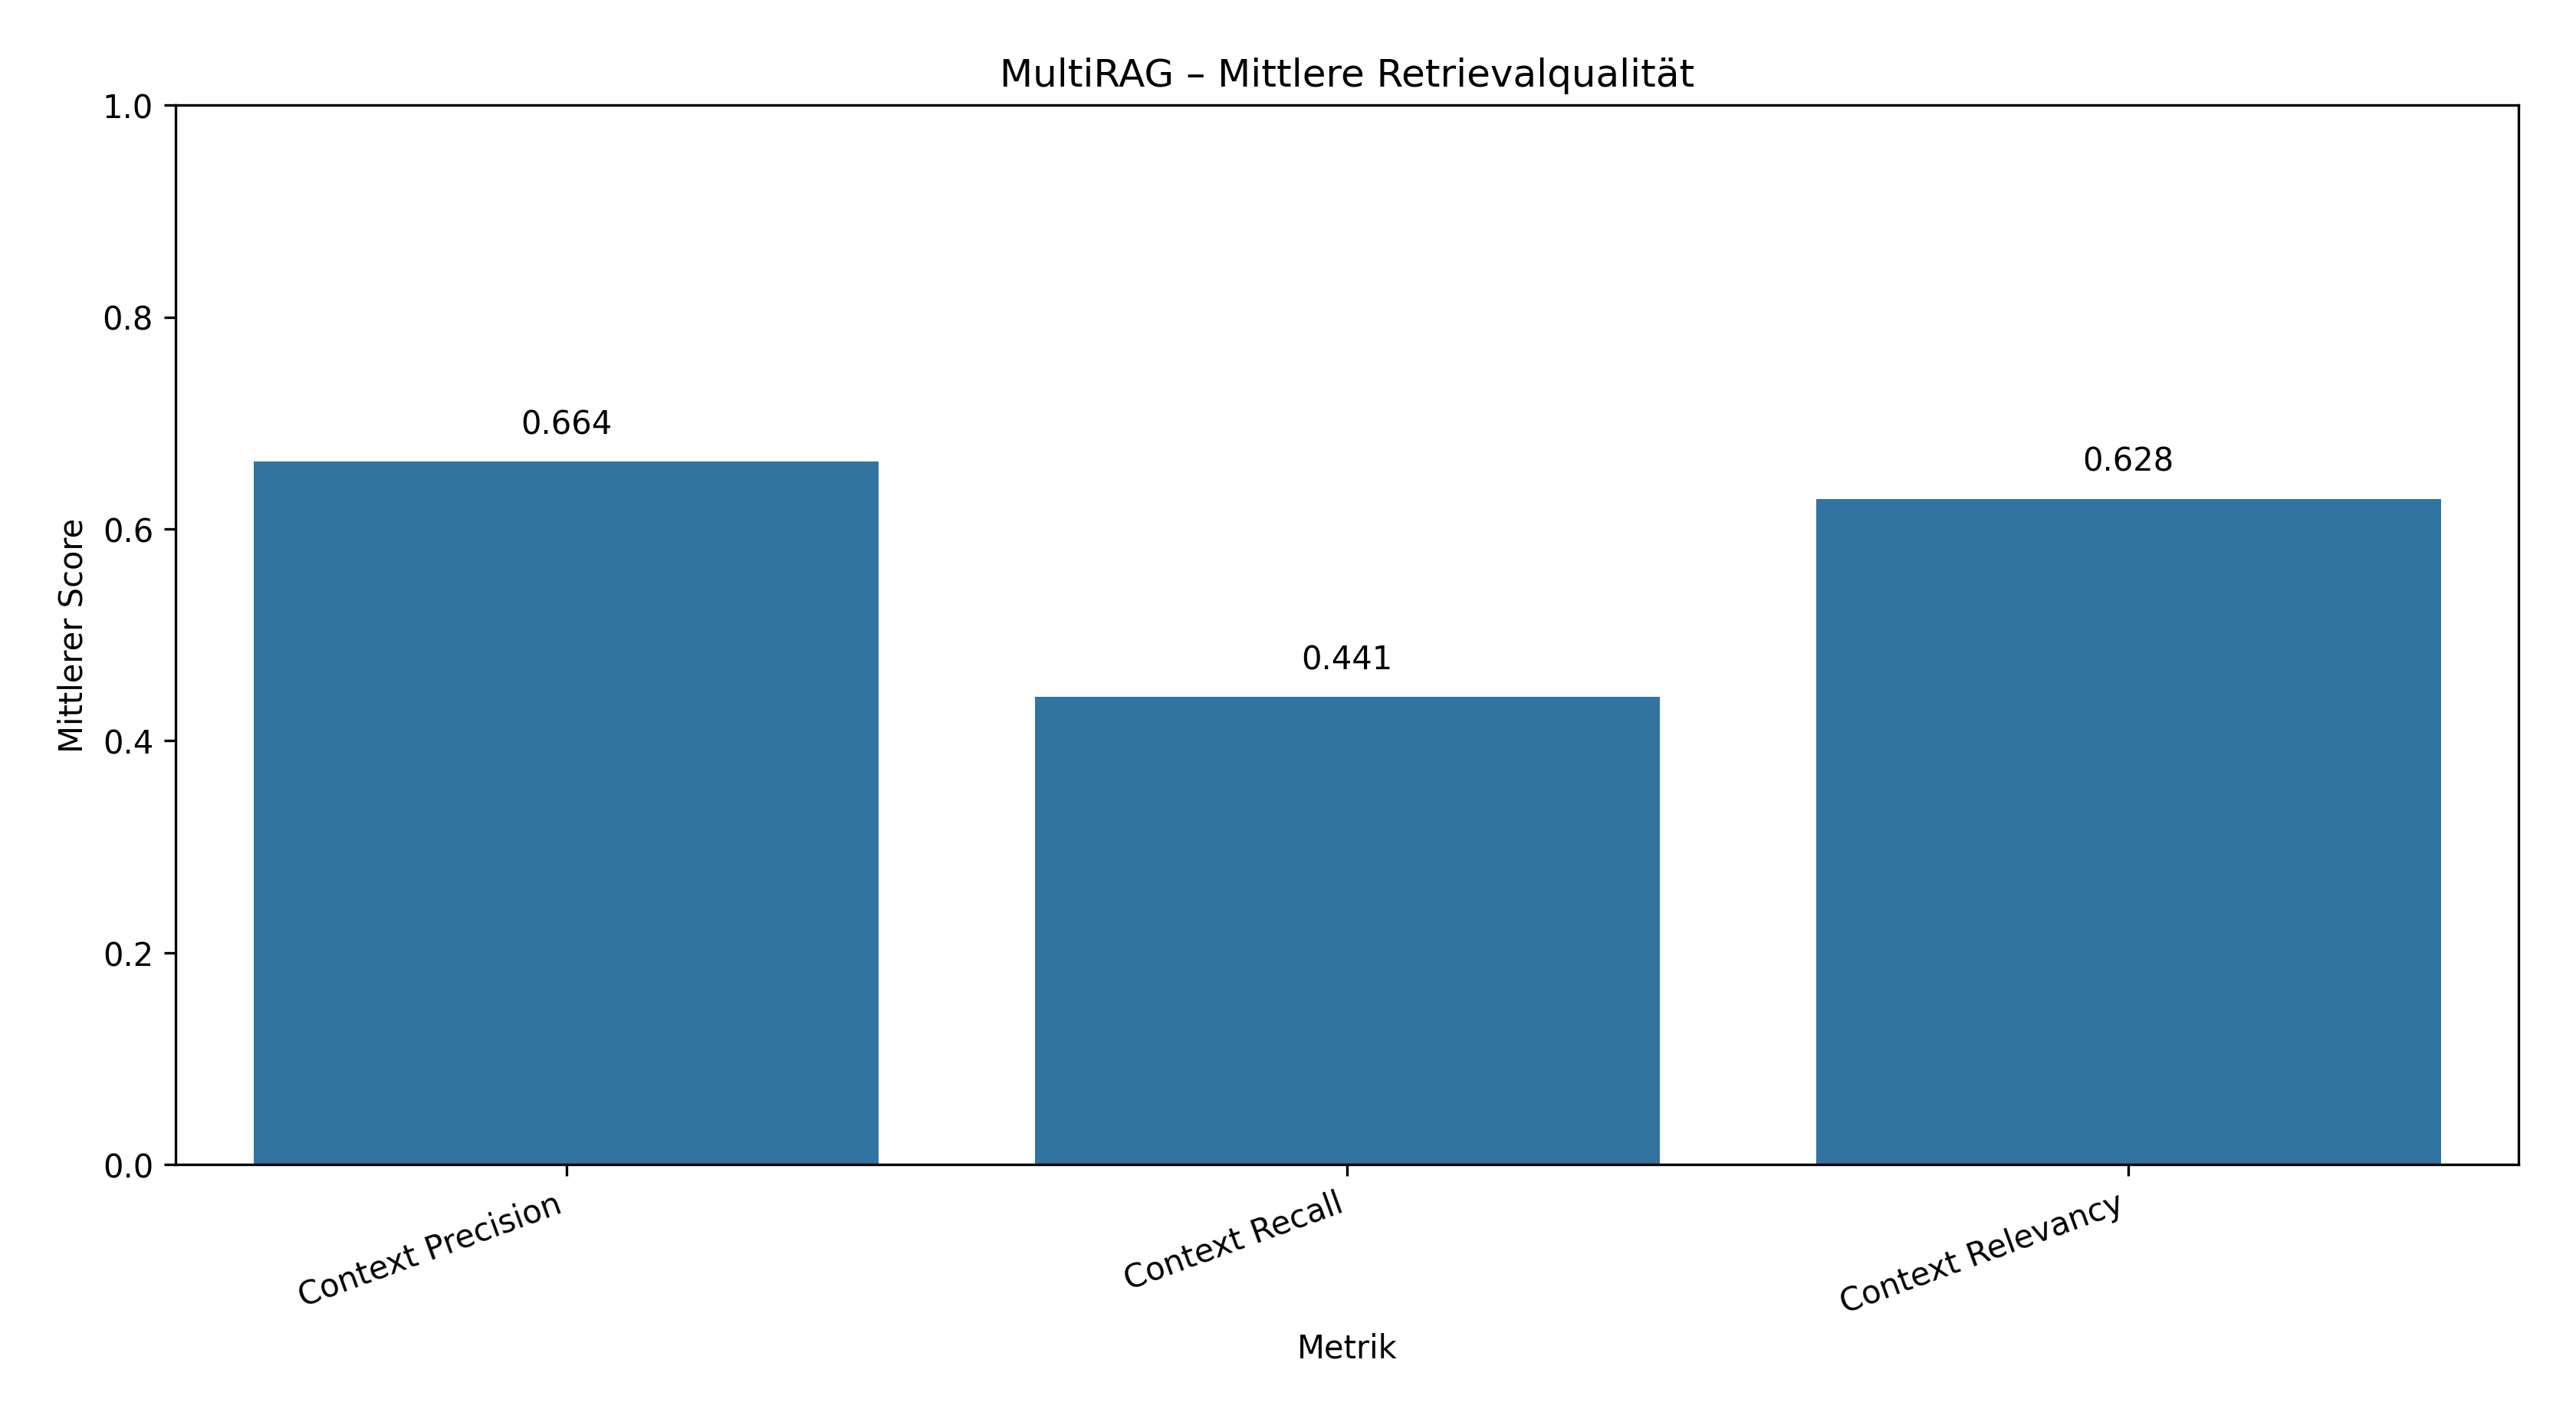 MultiRAG – Mittlere Retrievalqualität
Mittlerer Score
1.0
0.8
0.6
0.4
0.2
0.0
0.664
0.441
0.628
Context Precision
Context Recall
Context Relevancy
Metrik